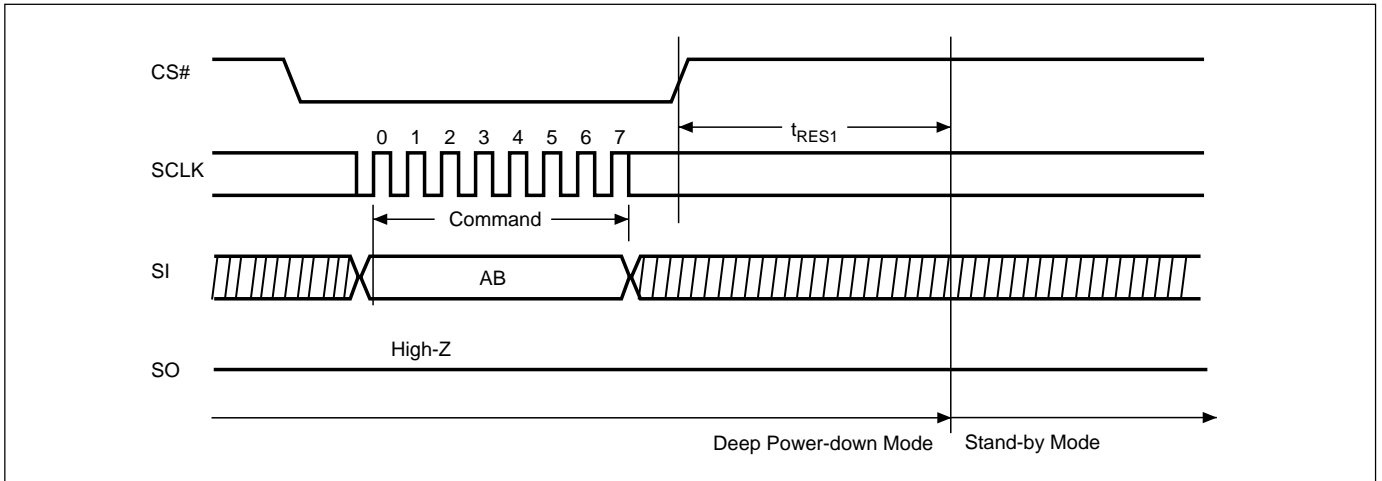 CS#
tRES1
0 1 2 3 4 5 6 7
SCLK
Command
SI
AB
High-Z
SO
Deep Power-down Mode Stand-by Mode